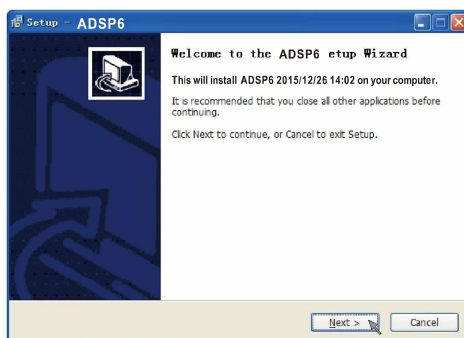 Setup - ADSP6
Welcome to the ADSP6 etup Wizard
This will install ADSP6 2015/12/26 14:02 on your computer.
It is recommended that you close all other applications before
continuing.
Click Next to continue, or Cancel to exit Setup.
Next > Cancel